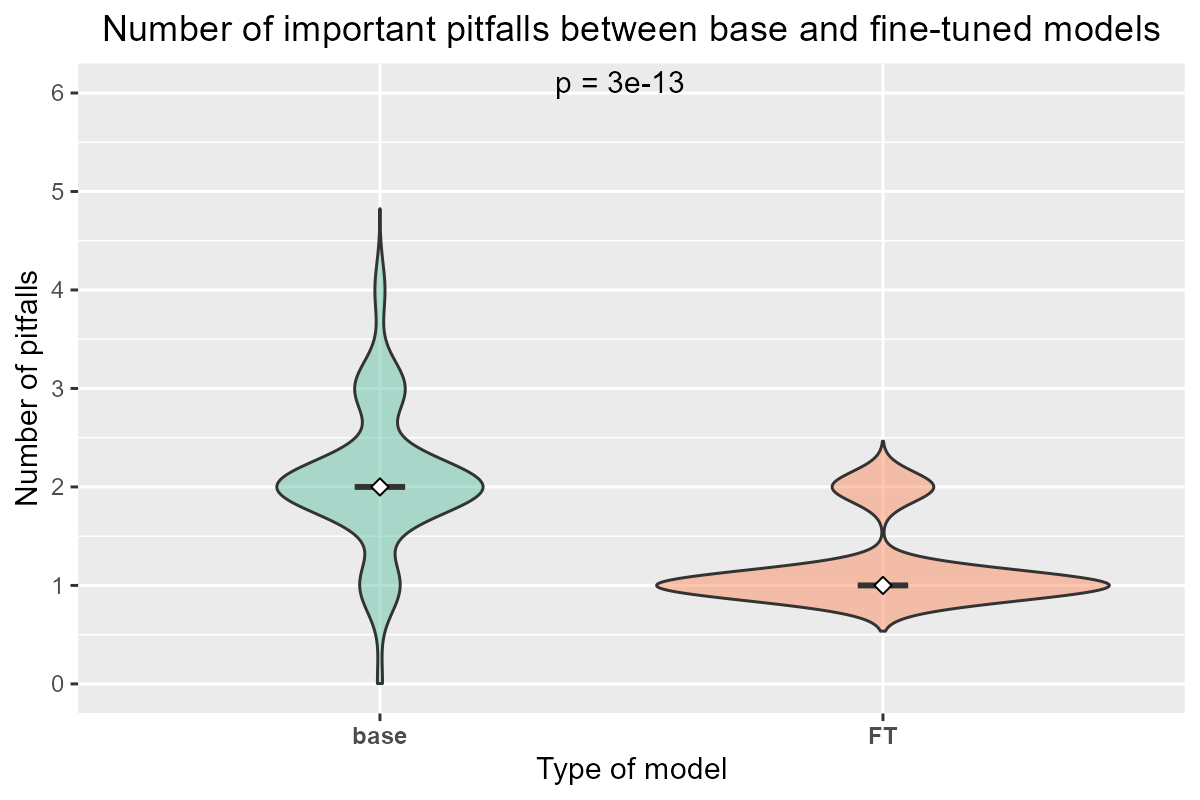 Number of important pitfalls between base and fine-tuned models
p = 3e-13
6
5
4
3
2
1
0
Number of pitfalls
base
FT
Type of model